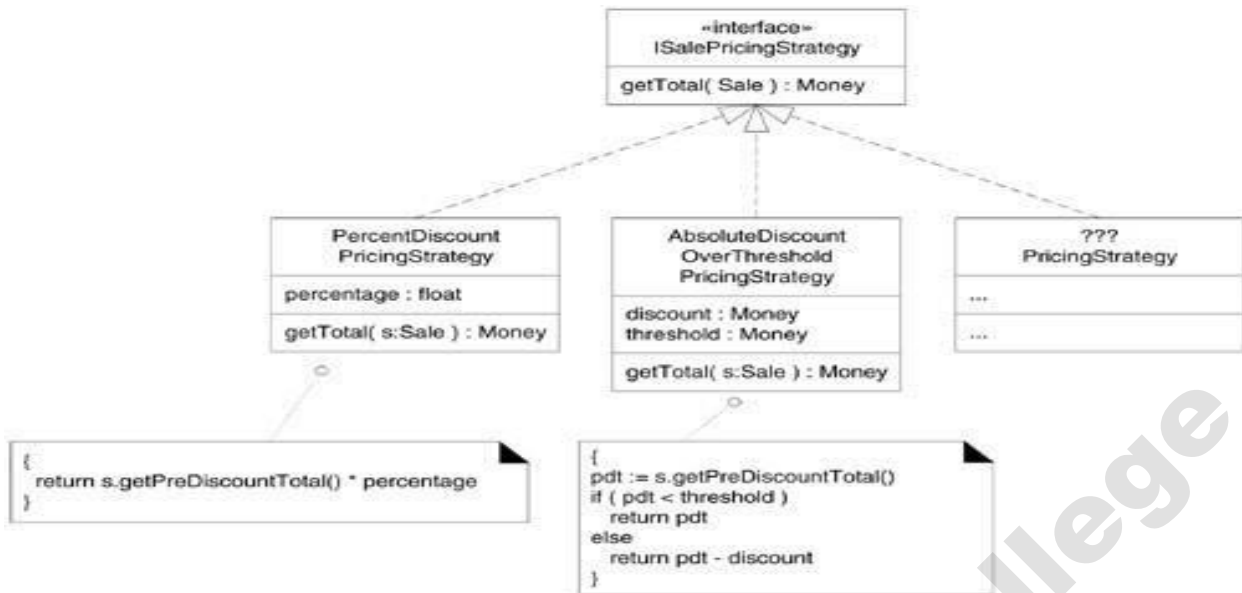 «interface»
ISalePricingStrategy
getTotal( Sale ) : Money
PercentDiscount
PricingStrategy
percentage : float
getTotal( s:Sale ) : Money
AbsoluteDiscount
OverThreshold
PricingStrategy
discount : Money
threshold : Money
getTotal( s:Sale ) : Money
???
PricingStrategy
...
...
{
return s.getPreDiscountTotal() * percentage
}
{
pdt := s.getPreDiscountTotal()
if ( pdt < threshold )
return pdt
else
return pdt - discount
}
llege